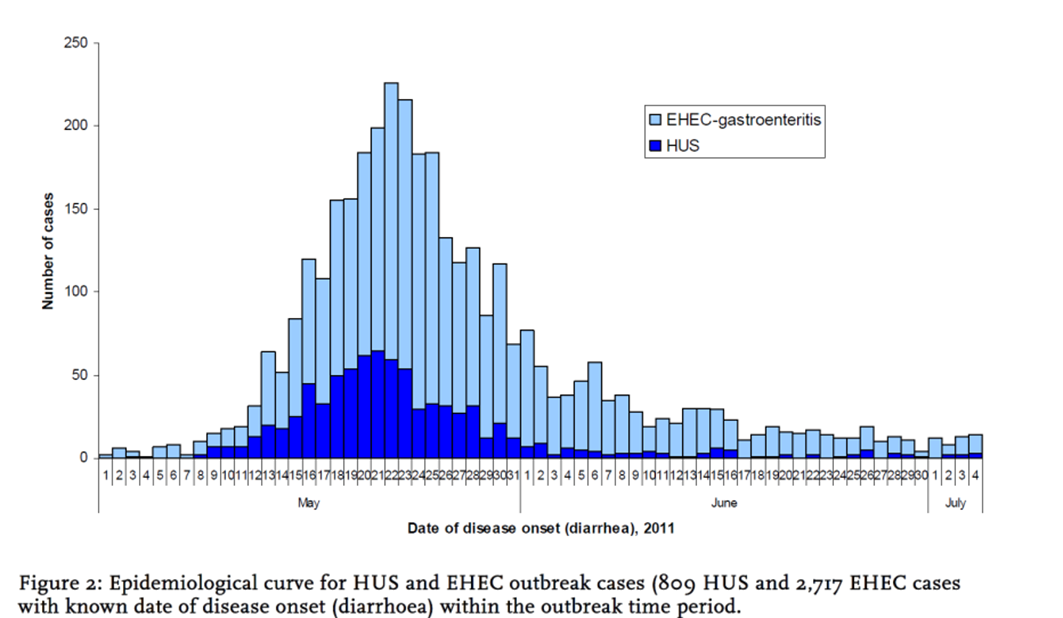 250
200
150
100
50
0
Number of cases
EHEC-gastroenteritis
HUS
1 2 3 4 5 6 7 8 9 10 11 12 13 14 15 16 17 18 19 20 21 22 23 24 25 26 27 28 29 30 31 1 2 3 4 5 6 7 8 9 10 11 12 13 14 15 16 17 18 19 20 21 22 23 24 25 26 27 28 29 30 1 2 3 4
May June July
Date of disease onset (diarrhea), 2011
Figure 2: Epidemiological curve for HUS and EHEC outbreak cases (809 HUS and 2,717 EHEC cases
with known date of disease onset (diarrhoea) within the outbreak time period.